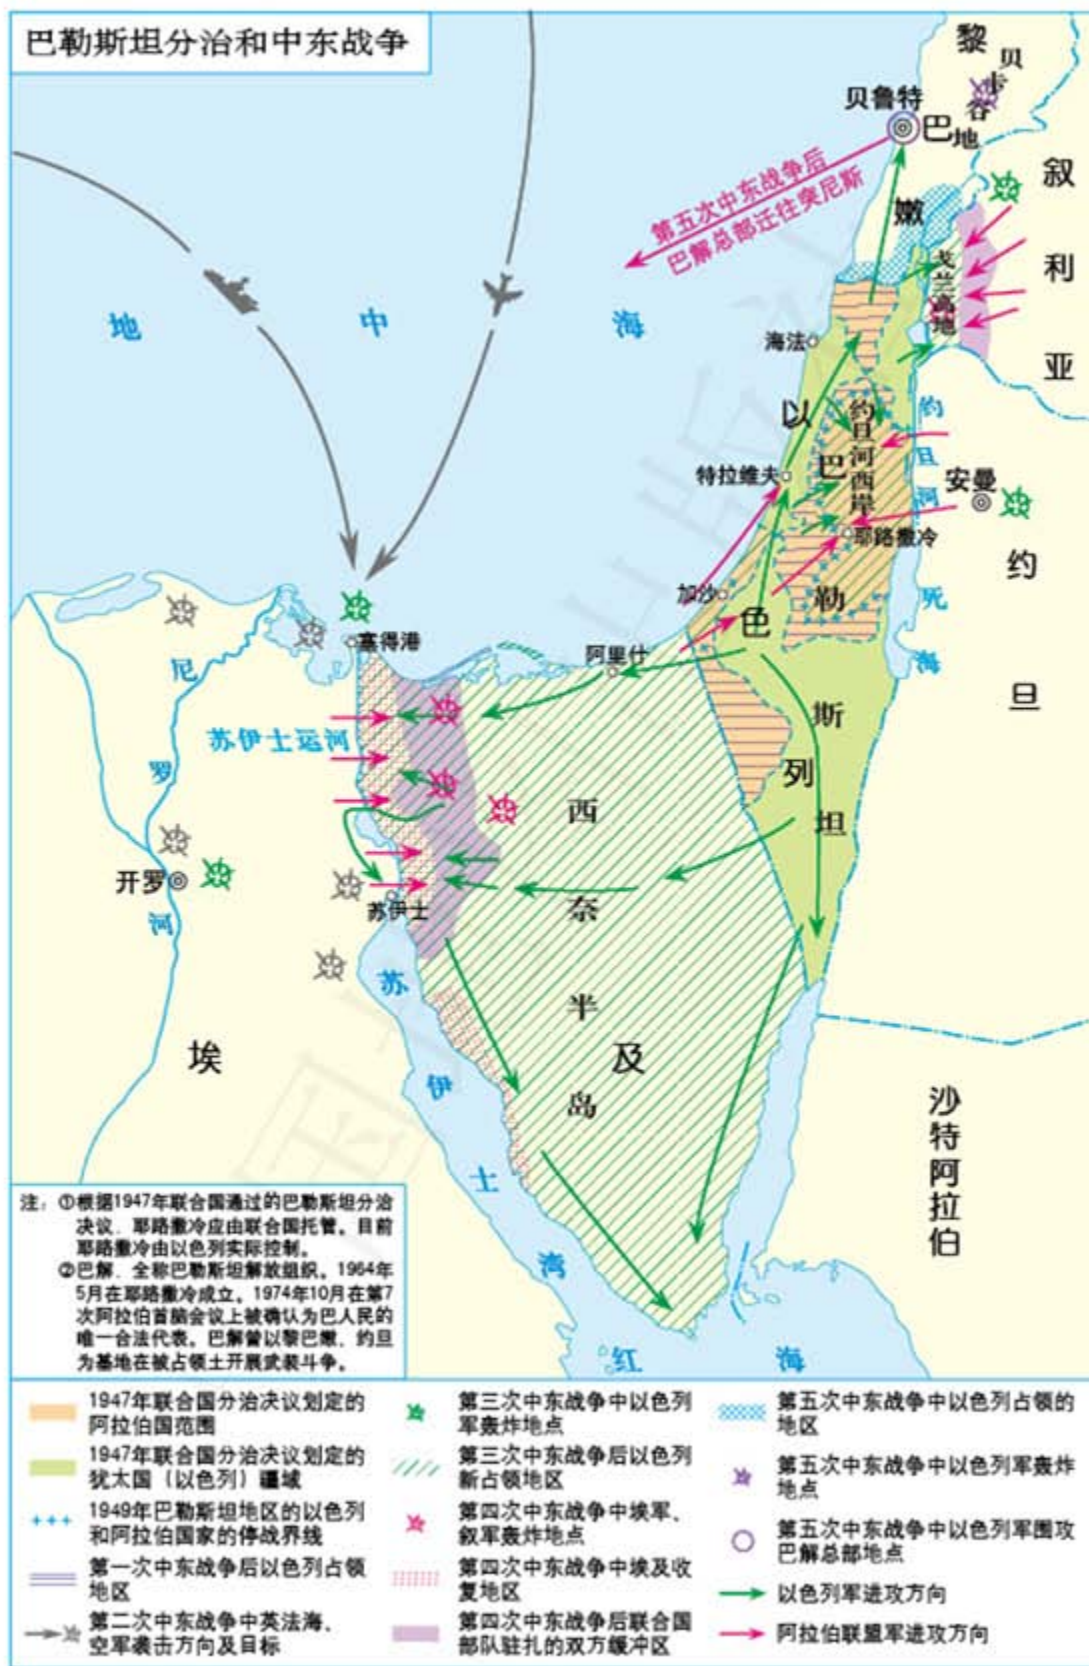 巴勒斯坦分治和中东战争
黎
巴
嫩
贝
卡
谷
地
贝鲁特
叙
利
亚
第五次中东战争后
巴解总部迁往突尼斯
戈
兰
高
地
地 中 海
海法
以
色
列
巴
勒
斯
坦
约
旦
河
西
岸
约
旦
河
特拉维夫
安曼
耶路撒冷
约
旦
死
海
加沙
塞得港
阿里什
尼
罗
河
苏伊士运河
开罗
苏伊士
西
奈
半
岛
埃
及
苏
伊
士
湾
沙
特
阿
拉
伯
红 海
注：①根据1947年联合国通过的巴勒斯坦分治
决议，耶路撒冷应由联合国托管。目前
耶路撒冷由以色列实际控制。
②巴解，全称巴勒斯坦解放组织。1964年
5月在耶路撒冷成立。1974年10月在第7
次阿拉伯首脑会议上被确认为巴人民的
唯一合法代表。巴解曾以黎巴嫩、约旦
为基地在被占领土开展武装斗争。
1947年联合国分治决议划定的
阿拉伯国范围
1947年联合国分治决议划定的
犹太国（以色列）疆域
1949年巴勒斯坦地区的以色列
和阿拉伯国家的停战界线
第一次中东战争后以色列占领
地区
第二次中东战争中英法海、
空军袭击方向及目标
第三次中东战争中以色列
军轰炸地点
第三次中东战争后以色列
新占领地区
第四次中东战争中埃军、
叙军轰炸地点
第四次中东战争中埃及收
复地区
第四次中东战争后联合国
部队驻扎的双方缓冲区
第五次中东战争中以色列占领的
地区
第五次中东战争中以色列军轰炸
地点
第五次中东战争中以色列军围攻
巴解总部地点
以色列军进攻方向
阿拉伯联盟军进攻方向